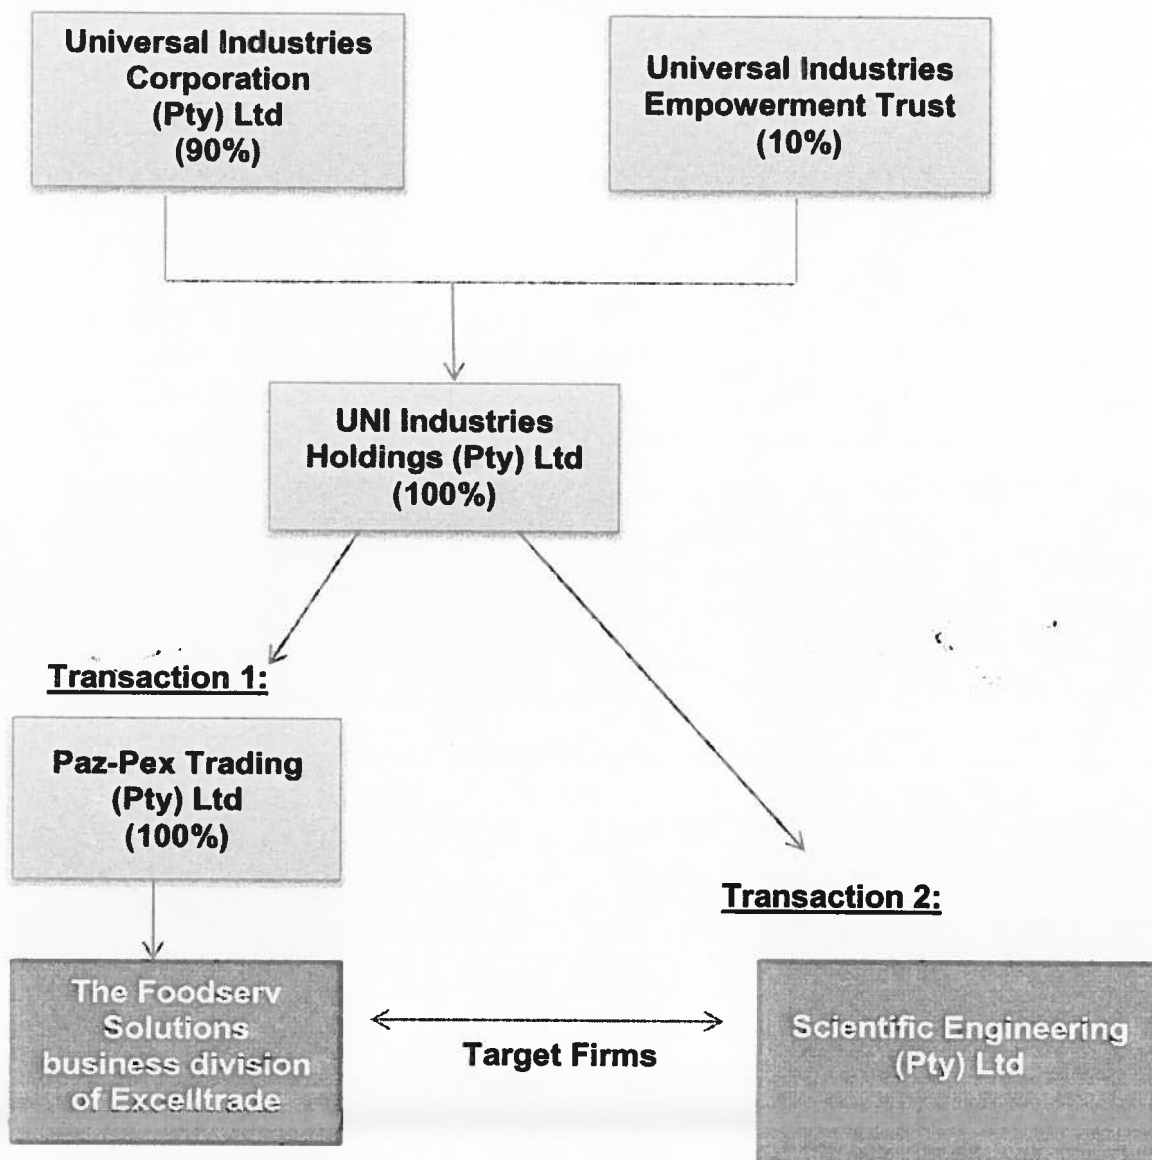 Universal Industries
Corporation
(Pty) Ltd
(90%)
Universal Industries
Empowerment Trust
(10%)
UNI Industries
Holdings (Pty) Ltd
(100%)
Transaction 1:
Paz-Pex Trading
(Pty) Ltd
(100%)
Transaction 2:
The Foodserv
Solutions
business division
of Excelltrade
Target Firms
Scientific Engineering
(Pty) Ltd